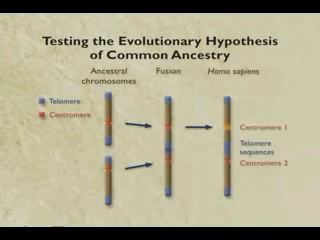 Testing the Evolutionary Hypothesis
of Common Ancestry
Ancestral
chromosomes
Fusion
Homo sapiens
Telomere
Centromere
Centromere 1
Telomere
sequences
Centromere 2